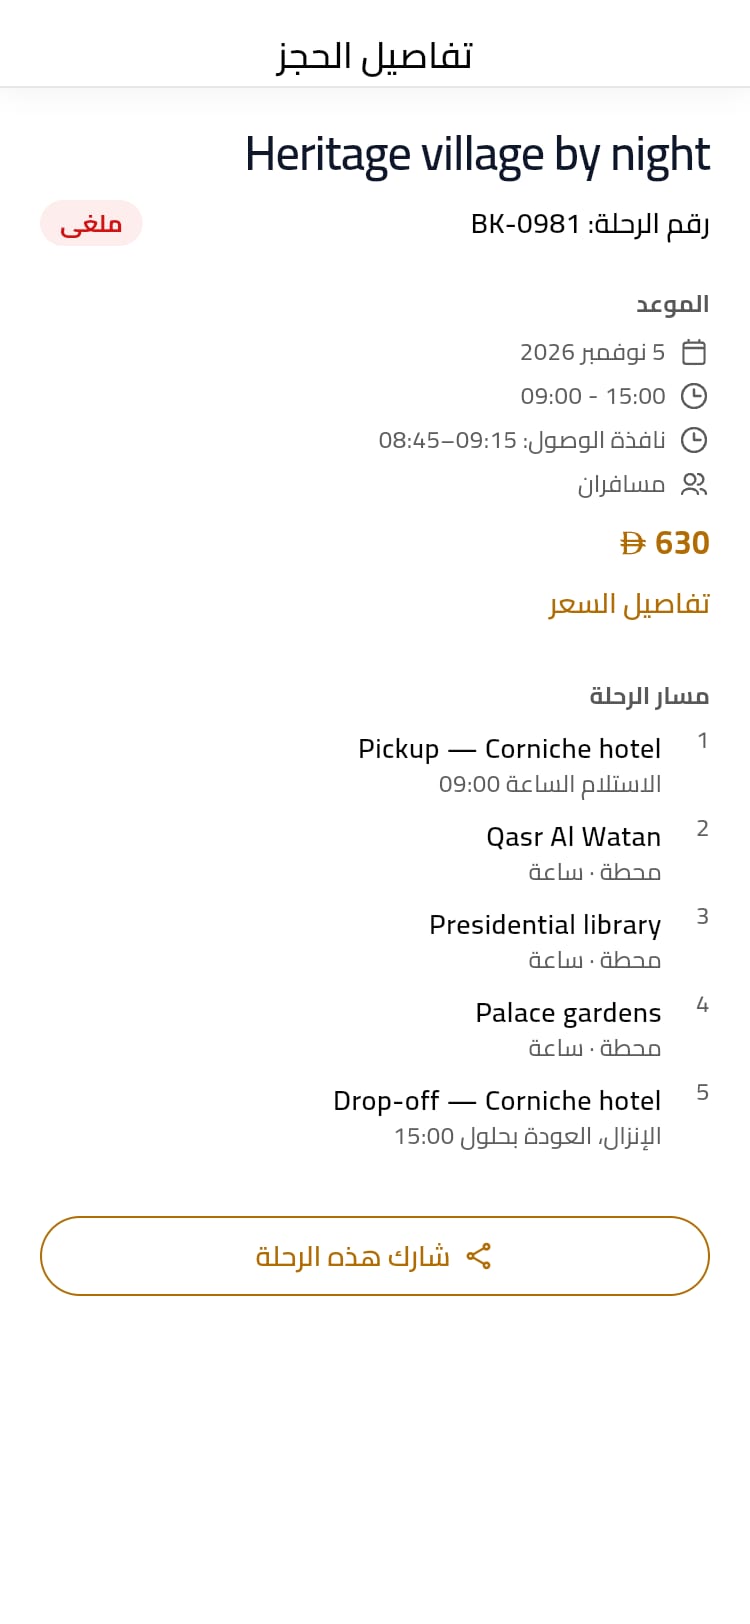 تفاصيل الحجز
Heritage village by night
رقم الرحلة: BK-0981
ملغى
الموعد
5 نوفمبر 2026
09:00 - 15:00
نافذة الوصول: 08:45–09:15
مسافران
630 AED
تفاصيل السعر
مسار الرحلة
1
Pickup — Corniche hotel
الاستلام الساعة 09:00
2
Qasr Al Watan
محطة · ساعة
3
Presidential library
محطة · ساعة
4
Palace gardens
محطة · ساعة
5
Drop-off — Corniche hotel
الإنزال، العودة بحلول 15:00
شارك هذه الرحلة